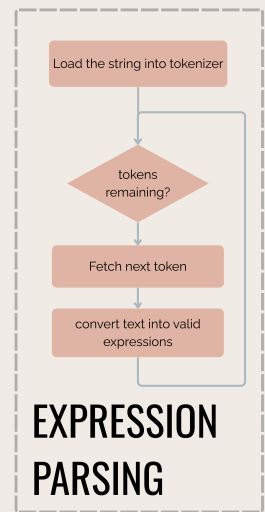 Load the string into tokenizer
tokens
remaining?
Fetch next token
convert text into valid
expressions
EXPRESSION
PARSING